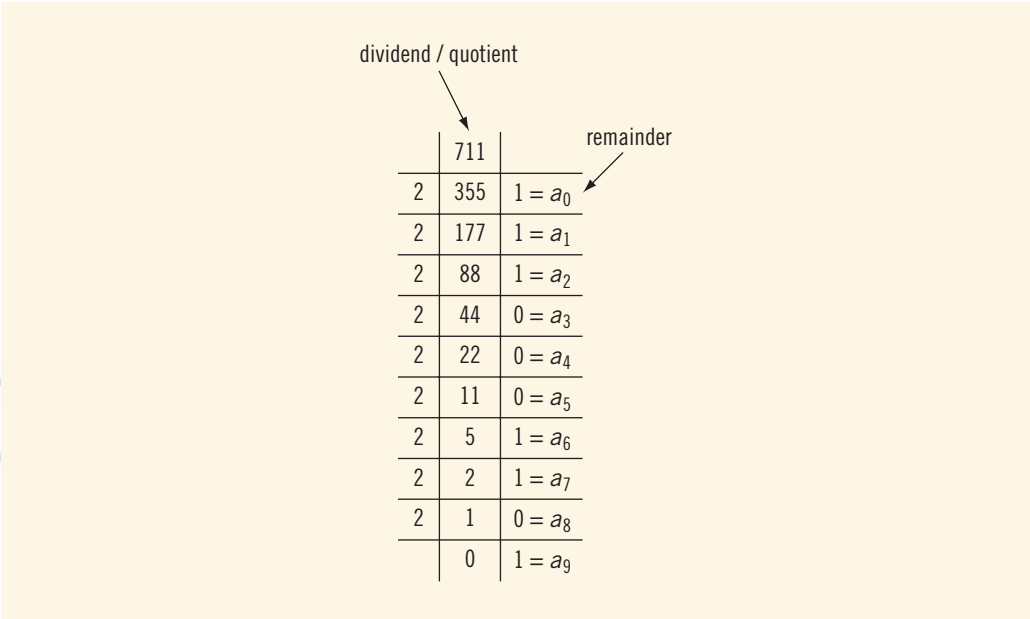 dividend / quotient
remainder
711
2 355 1 = a₀
2 177 1 = a₁
2 88 1 = a₂
2 44 0 = a₃
2 22 0 = a₄
2 11 0 = a₅
2 5 1 = a₆
2 2 1 = a₇
2 1 0 = a₈
0 1 = a₉